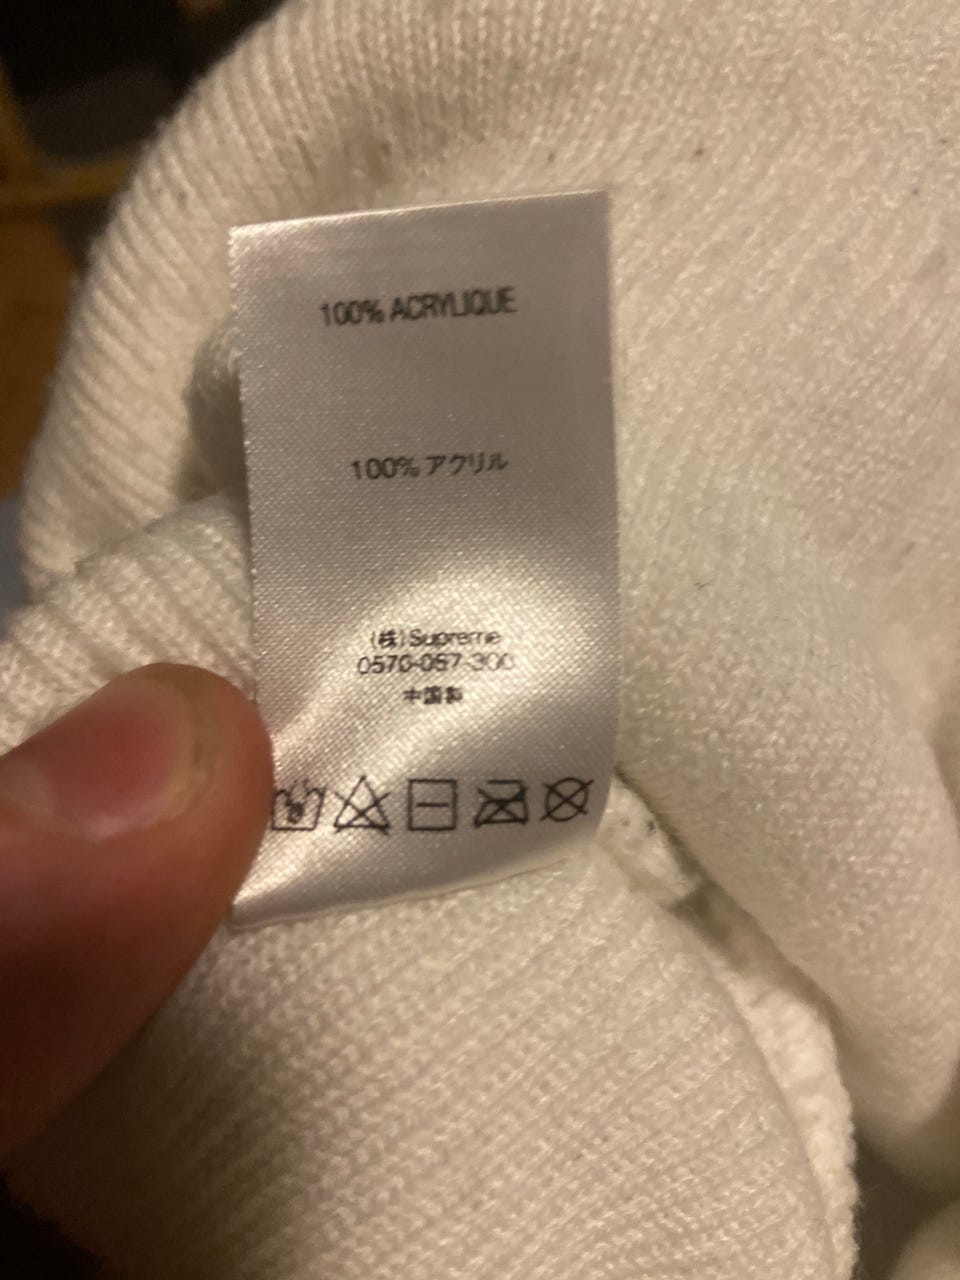 100% ACRYLIQUE
100% アクリル
(株)Supreme
0570-057-300
中国製